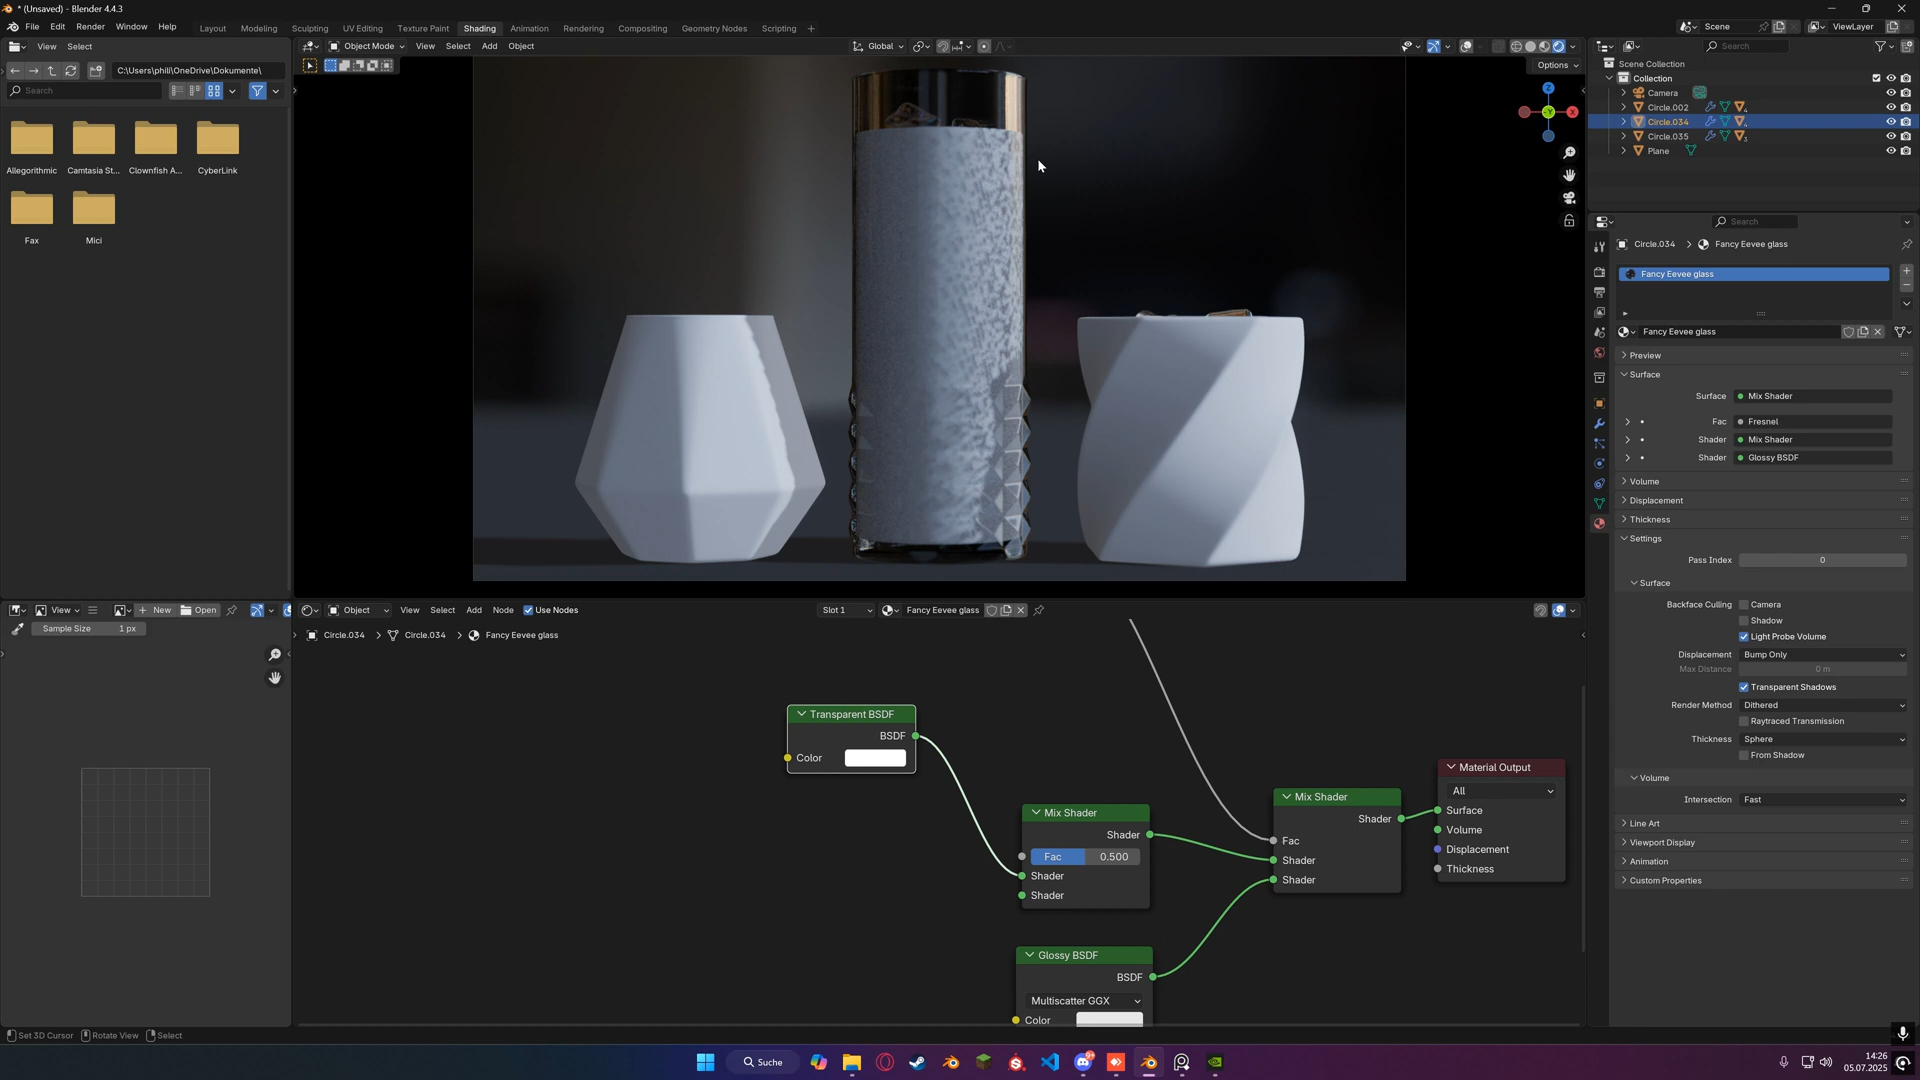 * (Unsaved) - Blender 4.4.3
File Edit Render Window Help
Layout Modeling Sculpting UV Editing Texture Paint Shading Animation Rendering Compositing Geometry Nodes Scripting +
Scene
ViewLayer
View Select
Object Mode View Select Add Object
Global
Search
C:\Users\phili\OneDrive\Dokumente\
Search
Options
Allegorithmic Camtasia St... Clownfish A... CyberLink
Fax Mici
Z
Y
X
Scene Collection
Collection
Camera
Circle.002
Circle.034
Circle.035
Plane
Search
Circle.034 Fancy Eevee glass
Fancy Eevee glass
Fancy Eevee glass
Preview
Surface
Surface Mix Shader
Fac Fresnel
Shader Mix Shader
Shader Glossy BSDF
Volume
Displacement
Thickness
Settings
Pass Index 0
Surface
Backface Culling Camera
Shadow
Light Probe Volume
Displacement Bump Only
Max Distance 0 m
Transparent Shadows
Render Method Dithered
Raytraced Transmission
Thickness Sphere
From Shadow
Volume
Intersection Fast
Line Art
Viewport Display
Animation
Custom Properties
View New Open
Sample Size 1 px
Object View Select Add Node Use Nodes
Slot 1 Fancy Eevee glass
Circle.034 Circle.034 Fancy Eevee glass
Transparent BSDF
BSDF
Color
Mix Shader
Shader
Fac 0.500
Shader
Shader
Glossy BSDF
BSDF
Multiscatter GGX
Color
Mix Shader
Shader
Fac
Shader
Shader
Material Output
All
Surface
Volume
Displacement
Thickness
Set 3D Cursor Rotate View Select
Suche
14:26
05.07.2025